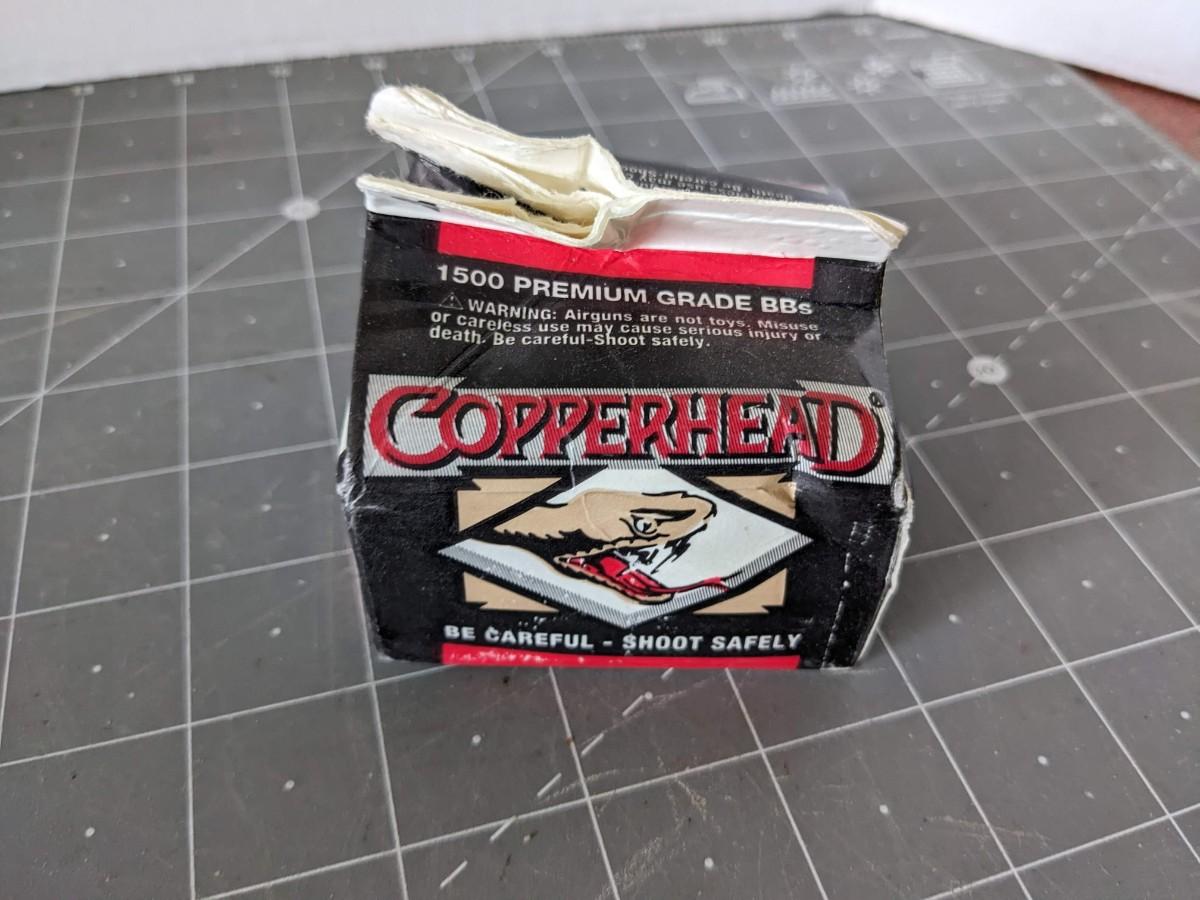 1500 PREMIUM GRADE BBs
⚠ WARNING: Airguns are not toys. Misuse
or careless use may cause serious injury or
death. Be careful-Shoot safely.
COPPERHEAD®
BE CAREFUL - SHOOT SAFELY